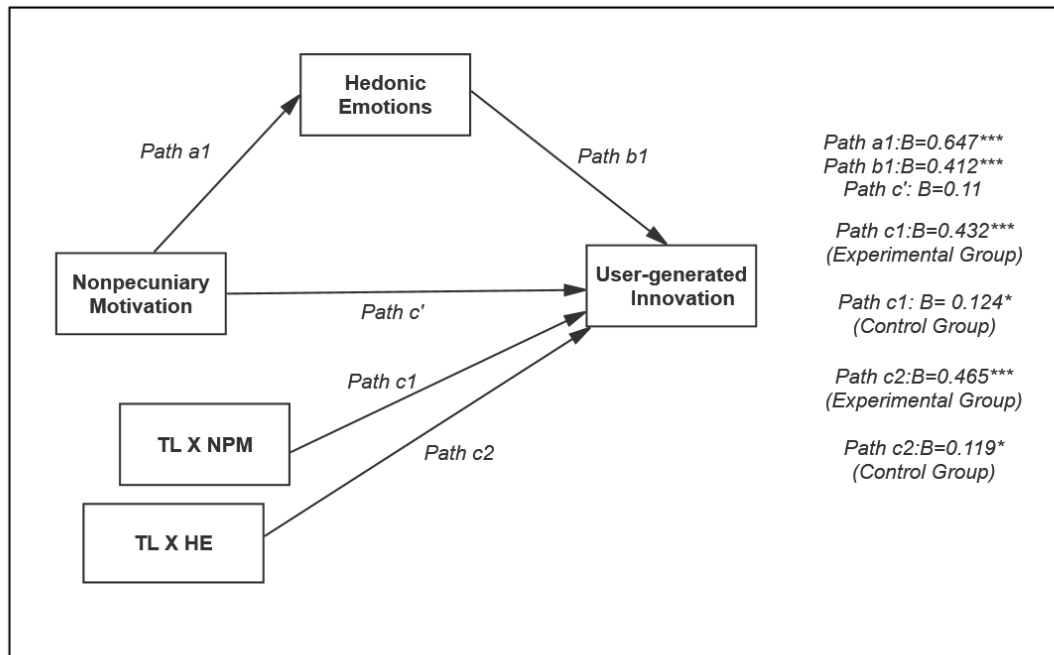 Hedonic
Emotions
Path a1
Path b1
Nonpecuniary
Motivation
Path c'
User-generated
Innovation
Path c1
Path c2
TL X NPM
TL X HE
Path a1:B=0.647***
Path b1:B=0.412***
Path c': B=0.11
Path c1:B=0.432***
(Experimental Group)
Path c1: B= 0.124*
(Control Group)
Path c2:B=0.465***
(Experimental Group)
Path c2:B=0.119*
(Control Group)